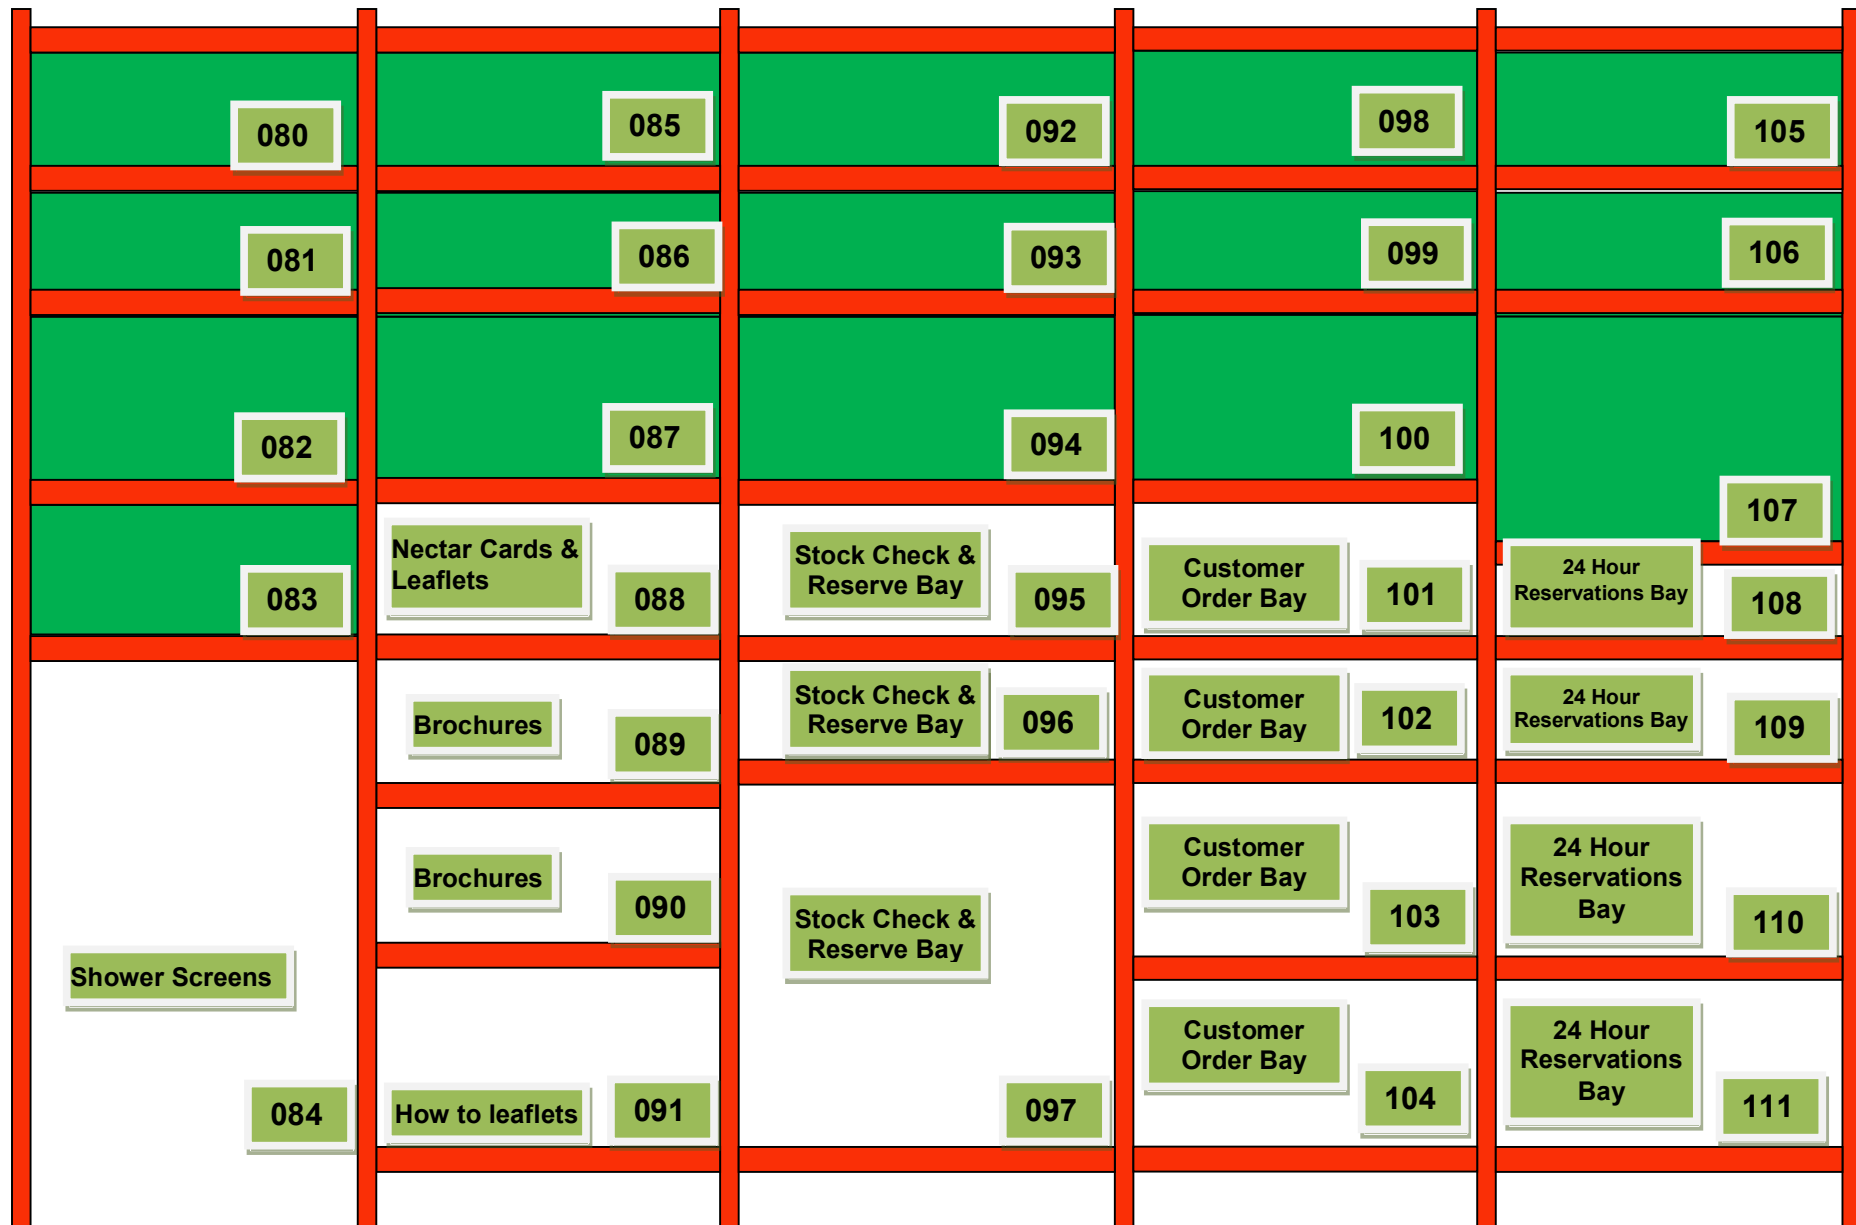 080
085
092
098
105
081
086
093
099
106
082
087
094
100
107
083
Nectar Cards &
Leaflets
088
Stock Check &
Reserve Bay
095
Customer
Order Bay
101
24 Hour
Reservations Bay
108
Brochures
089
Stock Check &
Reserve Bay
096
Customer
Order Bay
102
24 Hour
Reservations Bay
109
Brochures
090
Stock Check &
Reserve Bay
Customer
Order Bay
103
24 Hour
Reservations
Bay
110
Shower Screens
084
How to leaflets
091
097
Customer
Order Bay
104
24 Hour
Reservations
Bay
111